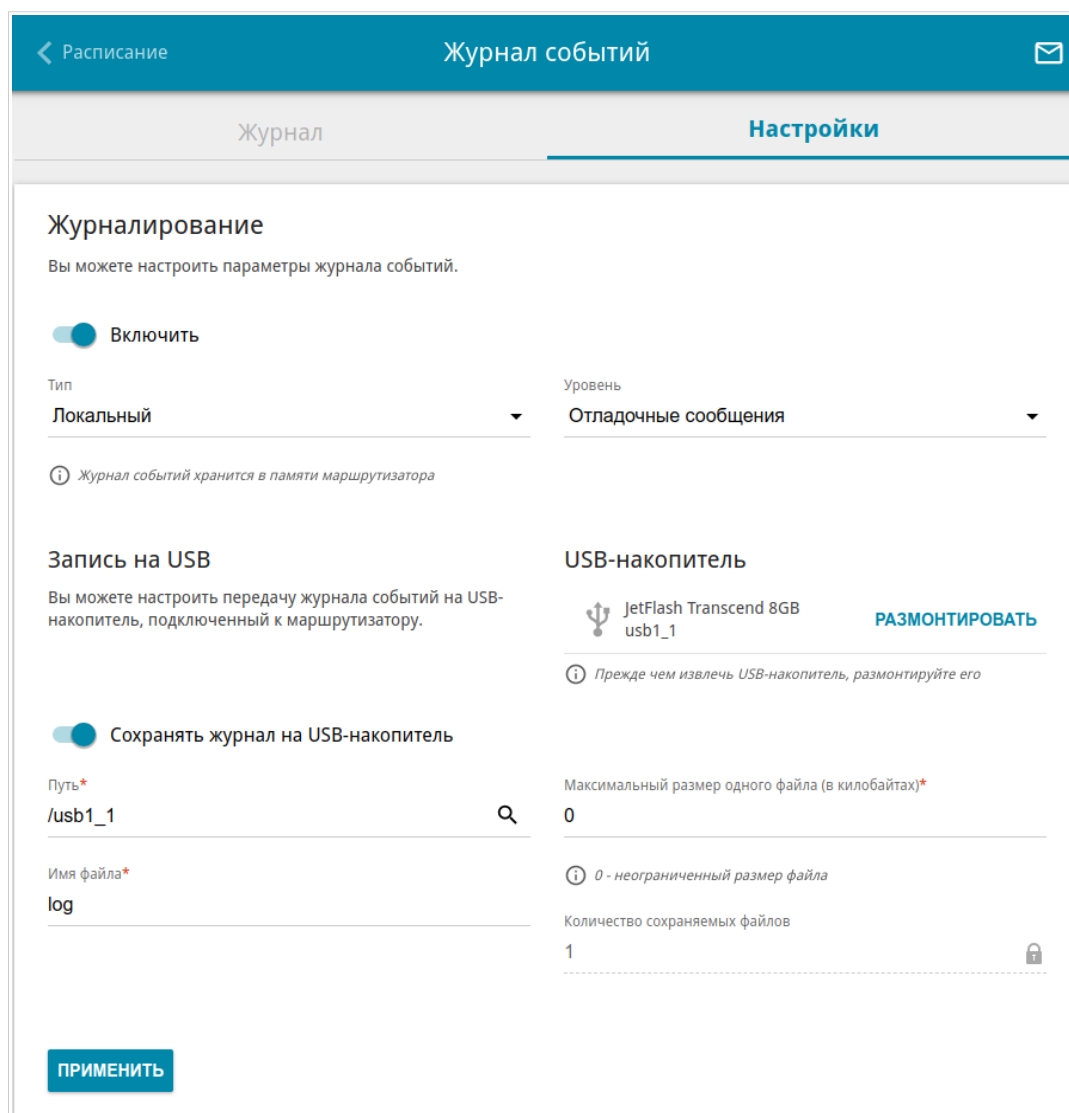 Расписание
Журнал событий
Журнал
Настройки
Журналирование
Вы можете настроить параметры журнала событий.
Включить
Тип
Локальный
Уровень
Отладочные сообщения
Журнал событий хранится в памяти маршрутизатора
Запись на USB
Вы можете настроить передачу журнала событий на USB-
накопитель, подключенный к маршрутизатору.
USB-накопитель
JetFlash Transcend 8GB
usb1_1
РАЗМОНТИРОВАТЬ
Прежде чем извлечь USB-накопитель, размонтируйте его
Сохранять журнал на USB-накопитель
Путь*
/usb1_1
Максимальный размер одного файла (в килобайтах)*
0
Имя файла*
log
0 - неограниченный размер файла
Количество сохраняемых файлов
1
ПРИМЕНИТЬ